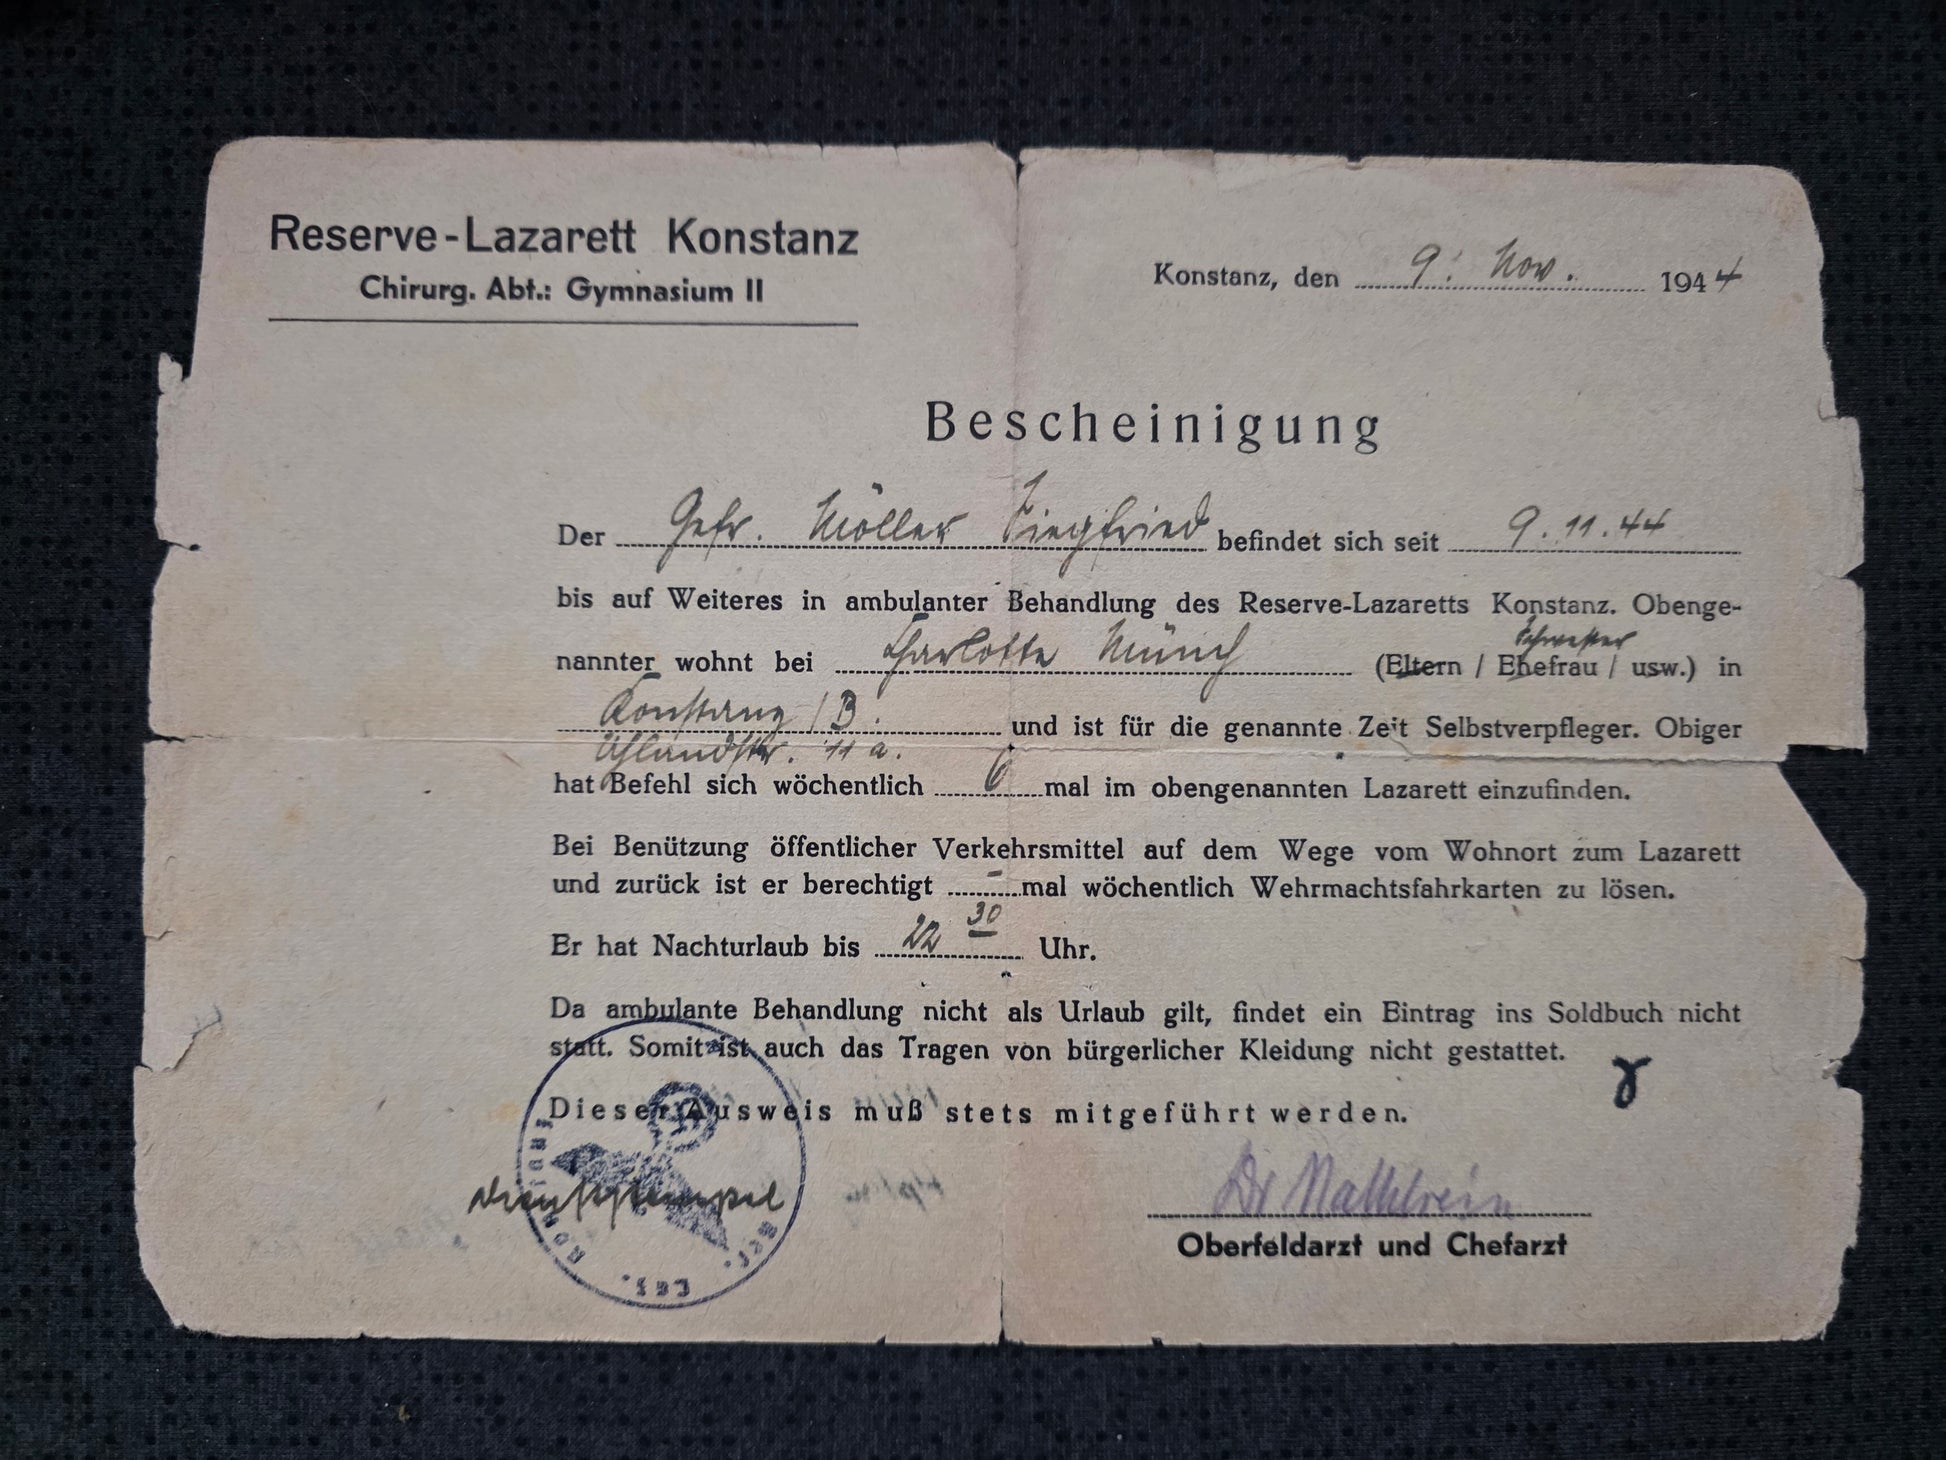 Reserve-Lazarett Konstanz
Chirurg. Abt.: Gymnasium II
Konstanz, den 9. Nov. 1944
Bescheinigung
Der Gefr. Möller Siegfried befindet sich seit 9.11.44
bis auf Weiteres in ambulanter Behandlung des Reserve-Lazaretts Konstanz. Obenge-
Schwester
nannter wohnt bei Charlotte Münch (Eltern / Ehefrau / usw.) in
Konstanz / B. und ist für die genannte Zeit Selbstverpfleger. Obiger
Uhlandstr. 11 a.
hat Befehl sich wöchentlich 6 mal im obengenannten Lazarett einzufinden.
Bei Benützung öffentlicher Verkehrsmittel auf dem Wege vom Wohnort zum Lazarett
und zurück ist er berechtigt - mal wöchentlich Wehrmachtsfahrkarten zu lösen.
Er hat Nachturlaub bis 22 30 Uhr.
Da ambulante Behandlung nicht als Urlaub gilt, findet ein Eintrag ins Soldbuch nicht
statt. Somit ist auch das Tragen von bürgerlicher Kleidung nicht gestattet.
Dieser Ausweis muß stets mitgeführt werden.
Dienststempel
Dr
Oberfeldarzt und Chefarzt